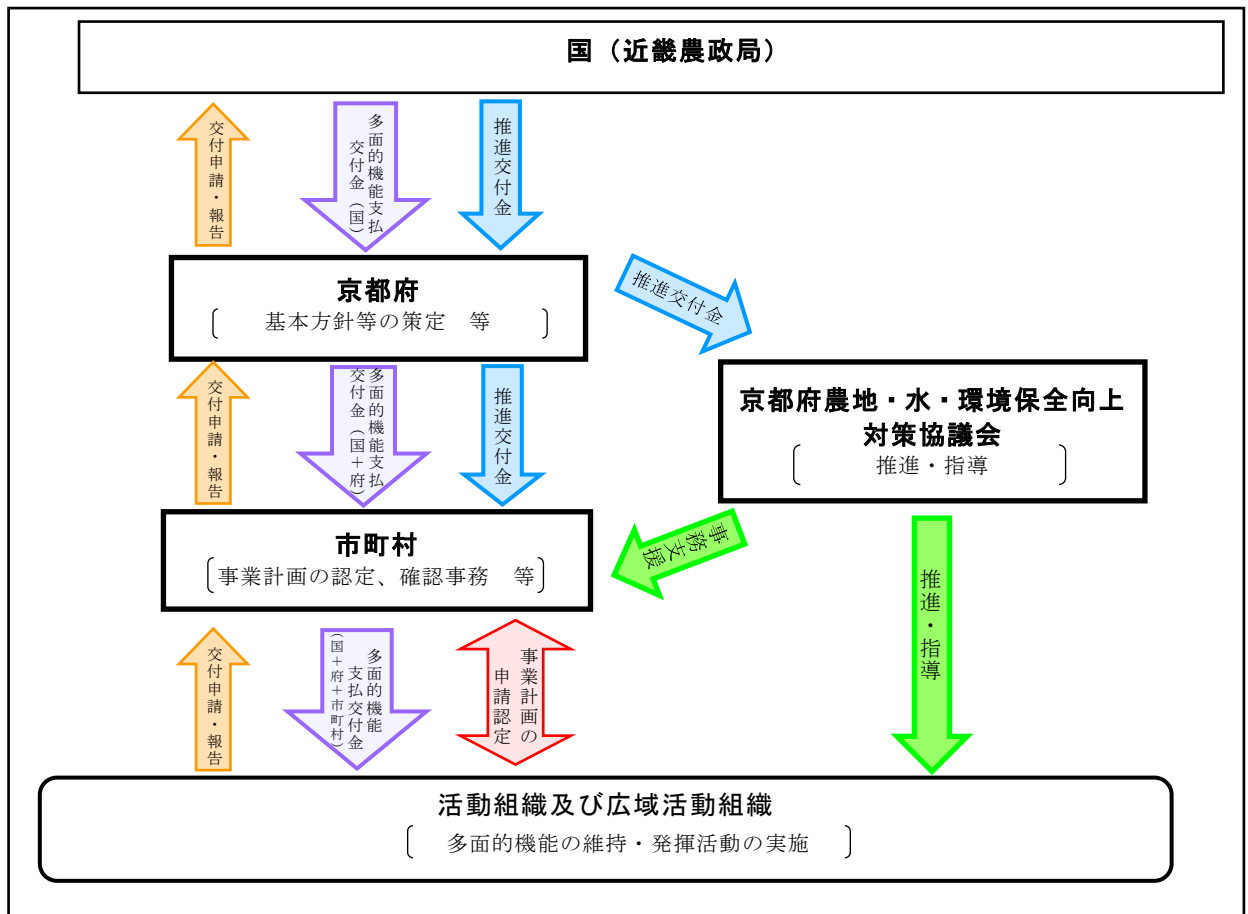 国（近畿農政局）
交付申請・報告
多面的機能支払
交付金（国）
推進交付金
京都府
〔 基本方針等の策定　等 〕
推進交付金
交付申請・報告
多面的機能支払
交付金（国＋府）
推進交付金
京都府農地・水・環境保全向上
対策協議会
〔 推進・指導 〕
市町村
〔事業計画の認定、確認事務　等〕
事務支援
推進・指導
交付申請・報告
多面的機能
支払交付金
（国＋府＋市町村）
事業計画の
申請認定
活動組織及び広域活動組織
〔 多面的機能の維持・発揮活動の実施 〕